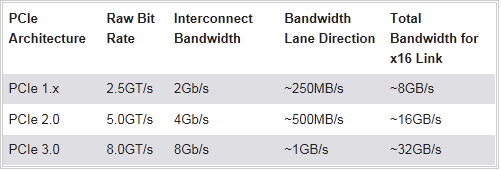 PCIe Architecture Raw Bit Rate Interconnect Bandwidth Bandwidth Lane Direction Total Bandwidth for x16 Link
PCIe 1.x 2.5GT/s 2Gb/s ~250MB/s ~8GB/s
PCIe 2.0 5.0GT/s 4Gb/s ~500MB/s ~16GB/s
PCIe 3.0 8.0GT/s 8Gb/s ~1GB/s ~32GB/s